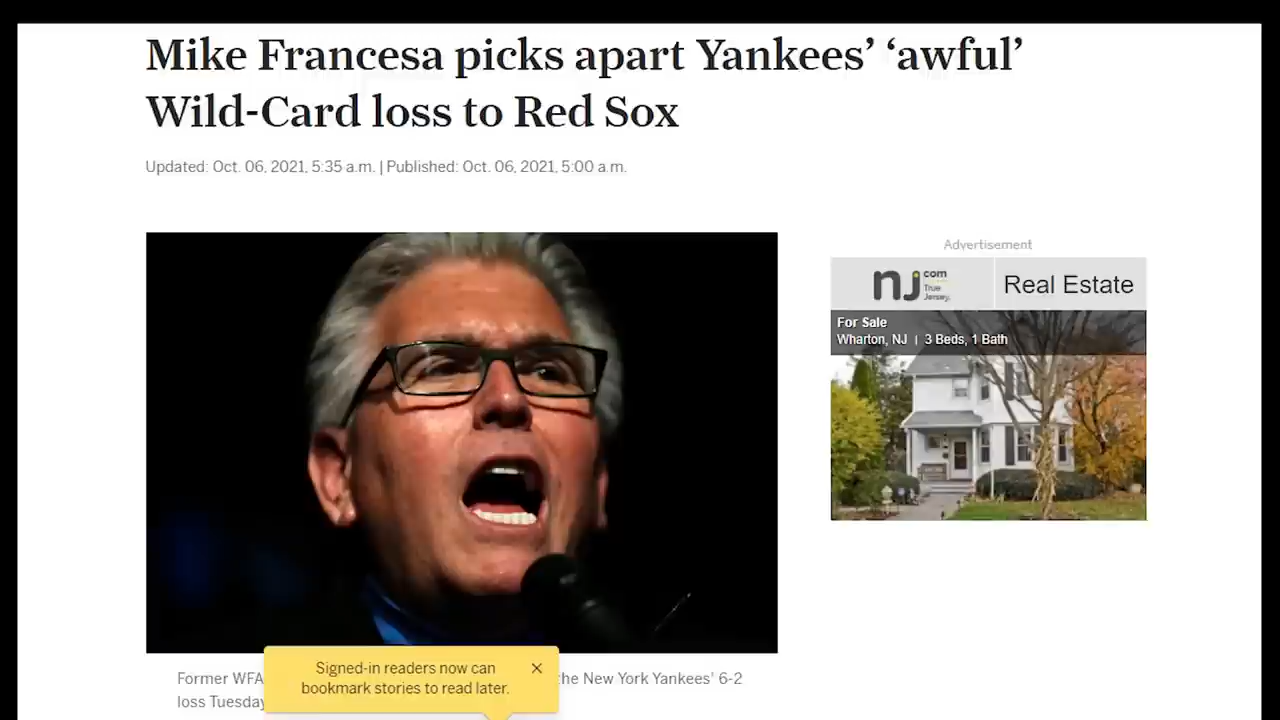 Mike Francesa picks apart Yankees’ ‘awful’
Wild-Card loss to Red Sox
Updated: Oct. 06, 2021, 5:35 a.m. | Published: Oct. 06, 2021, 5:00 a.m.
Advertisement
nj com
True
Jersey.
Real Estate
For Sale
Wharton, NJ | 3 Beds, 1 Bath
Signed-in readers now can
bookmark stories to read later.
×
Former WFA
the New York Yankees' 6-2
loss Tuesday